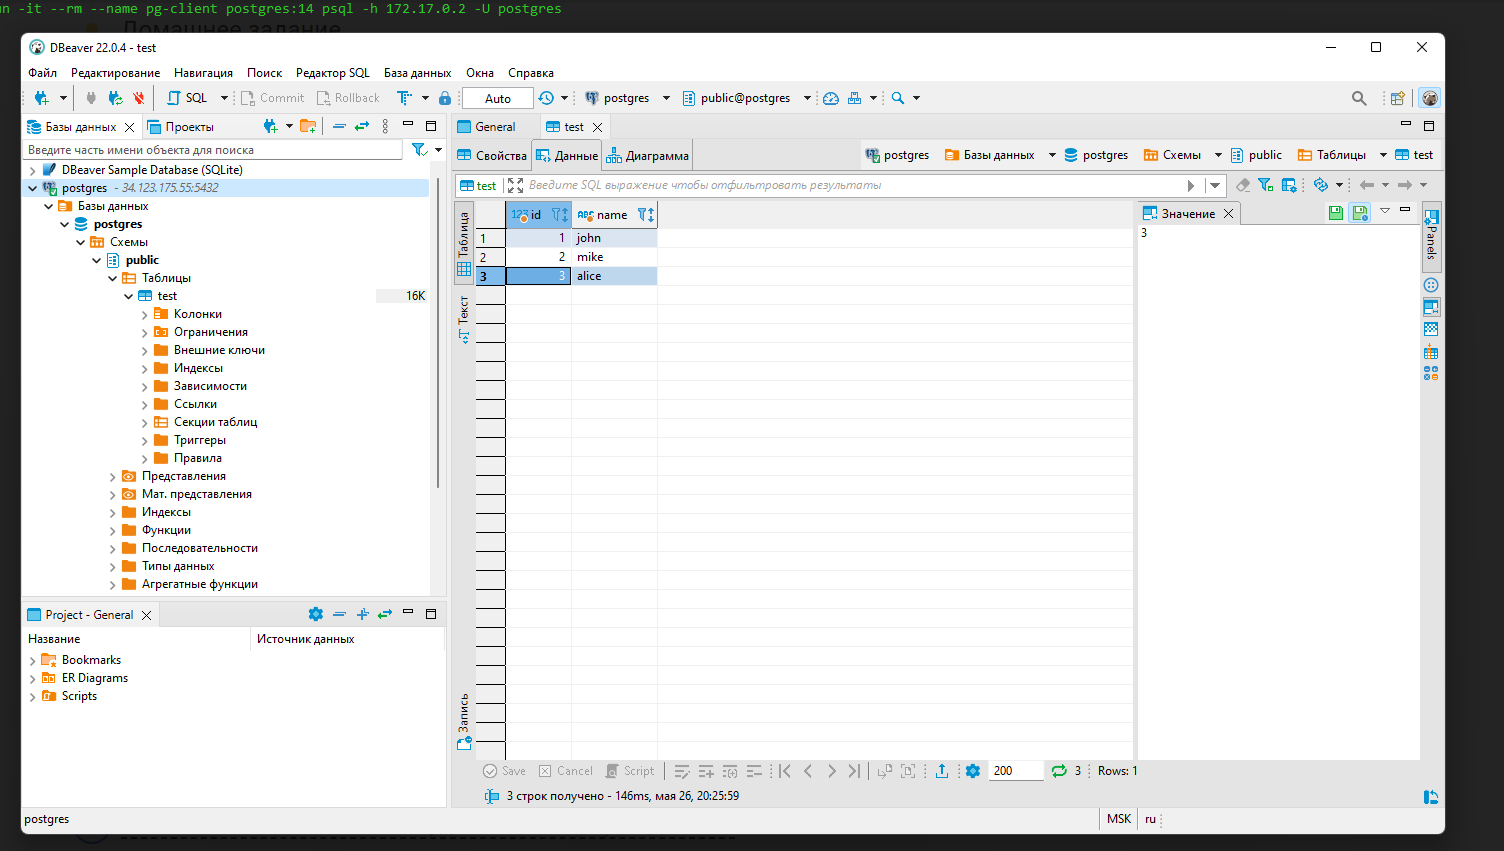 un -it --rm --name pg-client postgres:14 psql -h 172.17.0.2 -U postgres
Домашнее задание
DBeaver 22.0.4 - test
Файл Редактирование Навигация Поиск Редактор SQL База данных Окна Справка
SQL Commit Rollback Auto postgres public@postgres
Базы данных Проекты
Введите часть имени объекта для поиска
DBeaver Sample Database (SQLite)
postgres - 34.123.175.55:5432
Базы данных
postgres
Схемы
public
Таблицы
test 16K
Колонки
Ограничения
Внешние ключи
Индексы
Зависимости
Ссылки
Секции таблиц
Триггеры
Правила
Представления
Мат. представления
Индексы
Функции
Последовательности
Типы данных
Агрегатные функции
Project - General
Название Источник данных
Bookmarks
ER Diagrams
Scripts
General test
Свойства Данные Диаграмма
postgres Базы данных postgres Схемы public Таблицы test
test Введите SQL выражение чтобы отфильтровать результаты
Таблица
Текст
Запись
123 id ABC name
1 1 john
2 2 mike
3 3 alice
Значение
3
Panels
Save Cancel Script 200 3 Rows: 1
3 строк получено - 146ms, мая 26, 20:25:59
postgres MSK ru